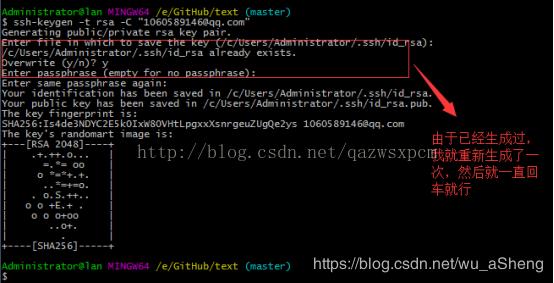 Administrator@lan MINGW64 /e/GitHub/text (master)
$ ssh-keygen -t rsa -C "1060589146@qq.com"
Generating public/private rsa key pair.
Enter file in which to save the key (/c/Users/Administrator/.ssh/id_rsa):
/c/Users/Administrator/.ssh/id_rsa already exists.
Overwrite (y/n)? y
Enter passphrase (empty for no passphrase):
Enter same passphrase again:
Your identification has been saved in /c/Users/Administrator/.ssh/id_rsa.
Your public key has been saved in /c/Users/Administrator/.ssh/id_rsa.pub.
The key fingerprint is:
SHA256:Is4de3NDYC2E5kOIxW8OVHtLpgxxXsnrgeuZUgQe2ys 1060589146@qq.com
The key's randomart image is:
+---[RSA 2048]----+
| .+.++.o... |
| =.*= oo |
| o *=*+.+. |
| ..*=+=o. |
| . o.S.++.. |
| o o +E.+ . |
| o o o+oo |
| ..o+. |
| . |
+----[SHA256]-----+
由于已经生成过，
我就重新生成了一
次，然后就一直回
车就行
http://blog.csdn.net/qazwsxpcm
Administrator@lan MINGW64 /e/GitHub/text (master)
$
https://blog.csdn.net/wu_aSheng